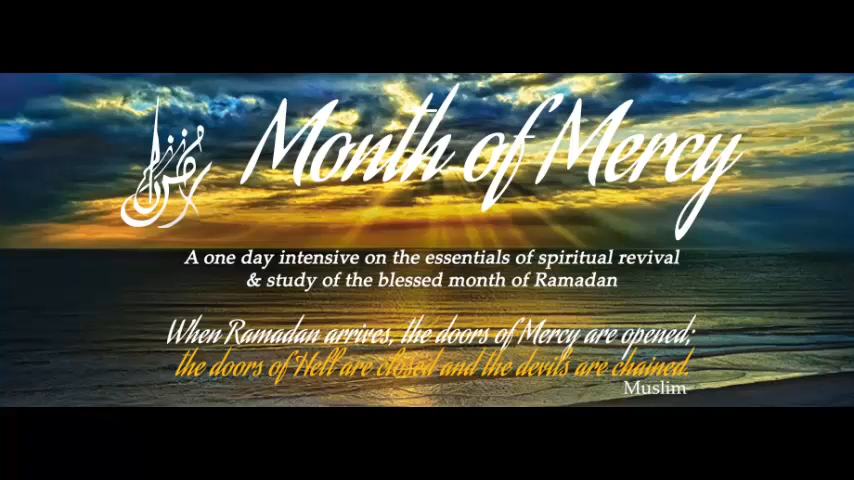 رمضان
Month of Mercy
A one day intensive on the essentials of spiritual revival
& study of the blessed month of Ramadan
When Ramadan arrives, the doors of Mercy are opened;
the doors of Hell are closed and the devils are chained.
Muslim